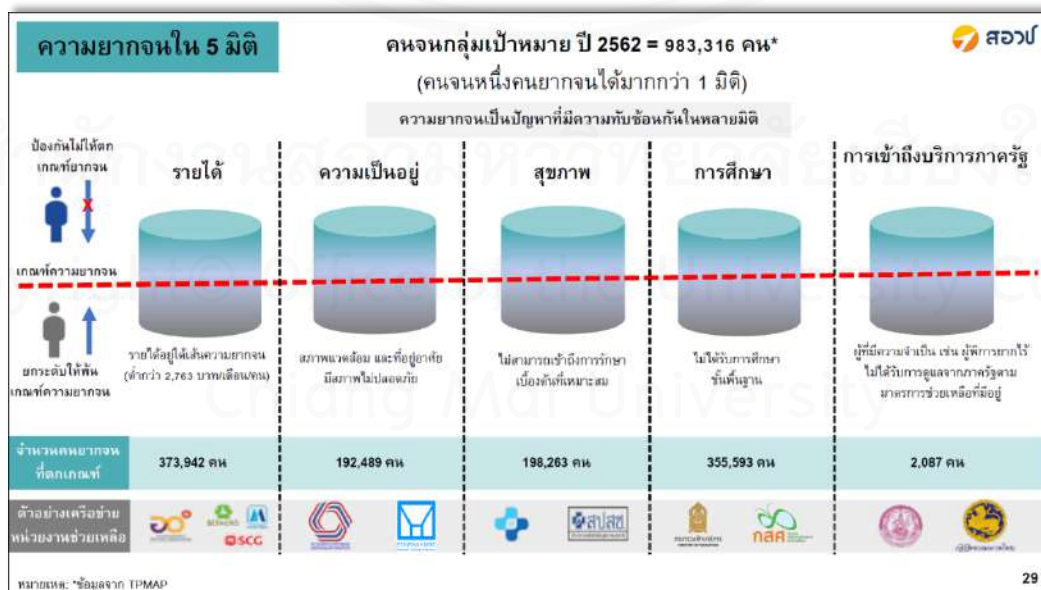 ความยากจนใน 5 มิติ
คนจนกลุ่มเป้าหมาย ปี 2562 = 983,316 คน*
(คนจนหนึ่งคนยากจนได้มากกว่า 1 มิติ)
ความยากจนเป็นปัญหาที่มีความทับซ้อนกันในหลายมิติ
สอวช
ป้องกันไม่ให้ตก
เกณฑ์ยากจน
X
เกณฑ์ความยากจน
ยกระดับให้พ้น
เกณฑ์ความยากจน
รายได้
รายได้อยู่ใต้เส้นความยากจน
(ต่ำกว่า 2,763 บาท/เดือน/คน)
ความเป็นอยู่
สภาพแวดล้อม และที่อยู่อาศัย
มีสภาพไม่ปลอดภัย
สุขภาพ
ไม่สามารถเข้าถึงการรักษา
เบื้องต้นที่เหมาะสม
การศึกษา
ไม่ได้รับการศึกษา
ขั้นพื้นฐาน
การเข้าถึงบริการภาครัฐ
ผู้ที่มีความจำเป็น เช่น ผู้พิการยากไร้
ไม่ได้รับการดูแลจากภาครัฐตาม
มาตรการช่วยเหลือที่มีอยู่
จำนวนคนยากจน
ที่ตกเกณฑ์
373,942 คน
192,489 คน
198,263 คน
355,593 คน
2,087 คน
ตัวอย่างเครือข่าย
หน่วยงานช่วยเหลือ
SCG
สปสช
กสศ
หมายเหตุ: *ข้อมูลจาก TPMAP
29
Office of the University
Chiang Mai University